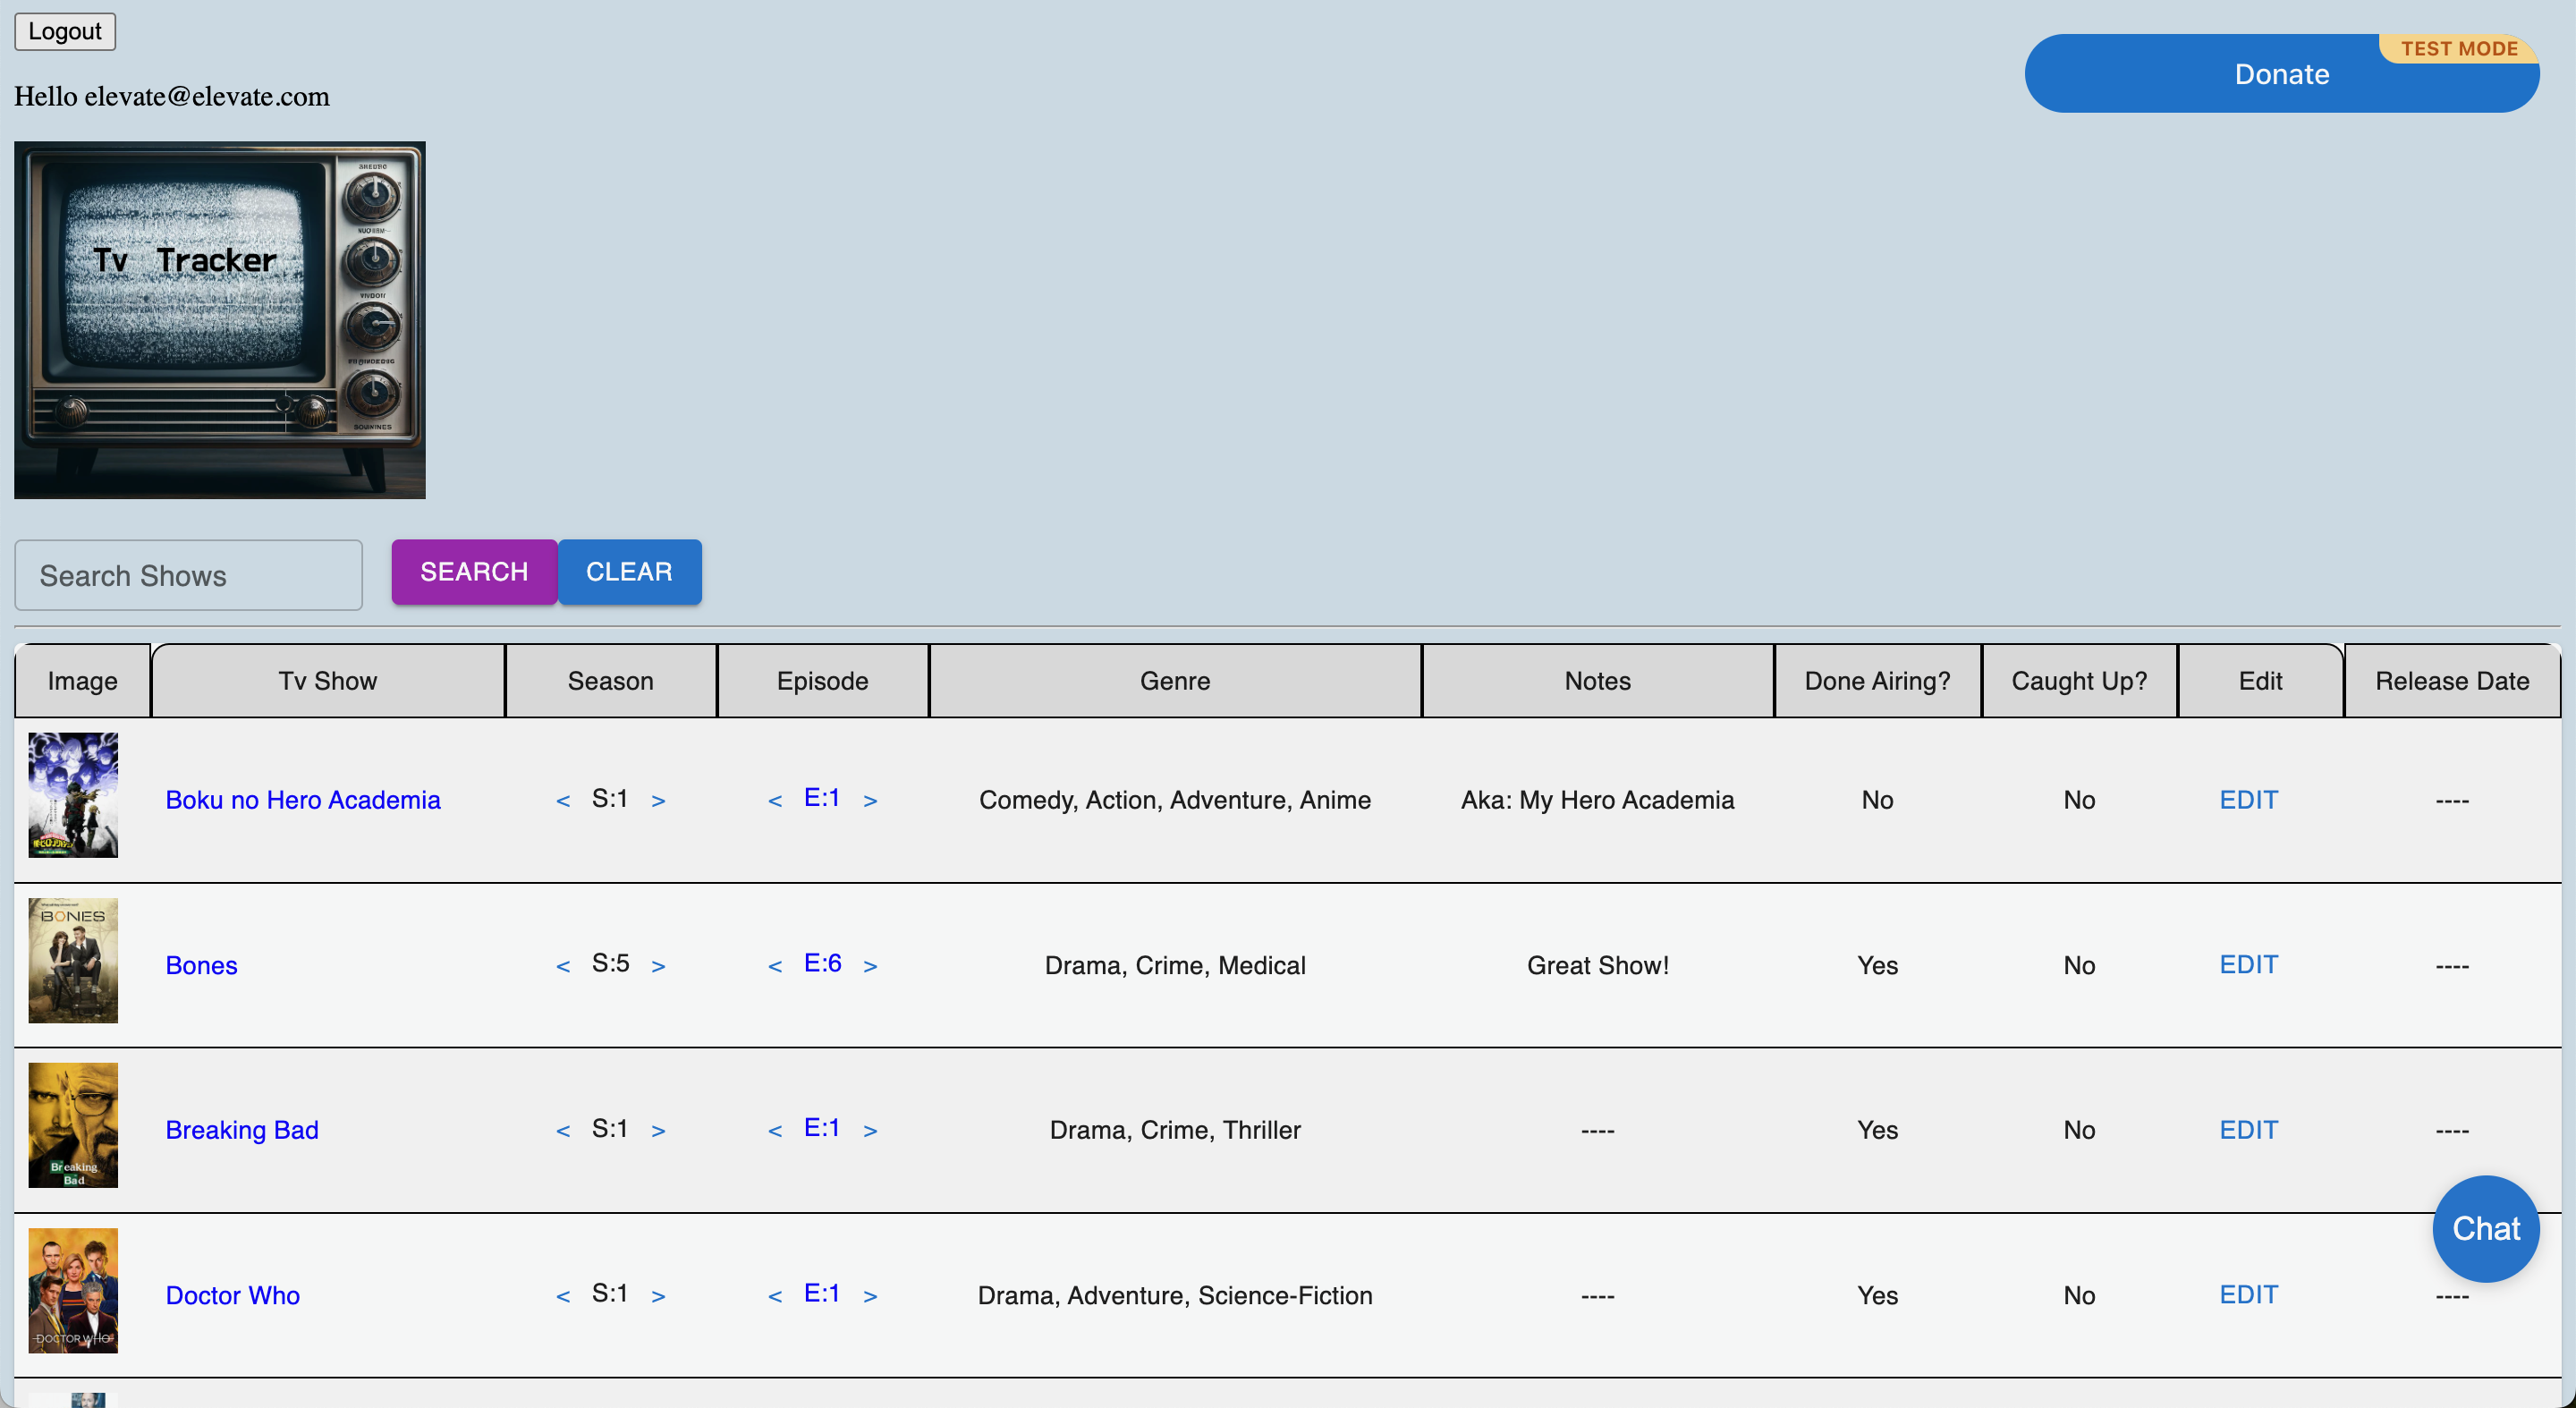 Logout
TEST MODE
Donate
Hello elevate@elevate.com
Tv Tracker
Search Shows
SEARCH CLEAR
Image Tv Show Season Episode Genre Notes Done Airing? Caught Up? Edit Release Date
Boku no Hero Academia < S:1 > < E:1 > Comedy, Action, Adventure, Anime Aka: My Hero Academia No No EDIT ----
BONES
Bones < S:5 > < E:6 > Drama, Crime, Medical Great Show! Yes No EDIT ----
Breaking Bad < S:1 > < E:1 > Drama, Crime, Thriller ---- Yes No EDIT ----
Breaking
Bad
Chat
Doctor Who < S:1 > < E:1 > Drama, Adventure, Science-Fiction ---- Yes No EDIT ----
DOCTOR WHO